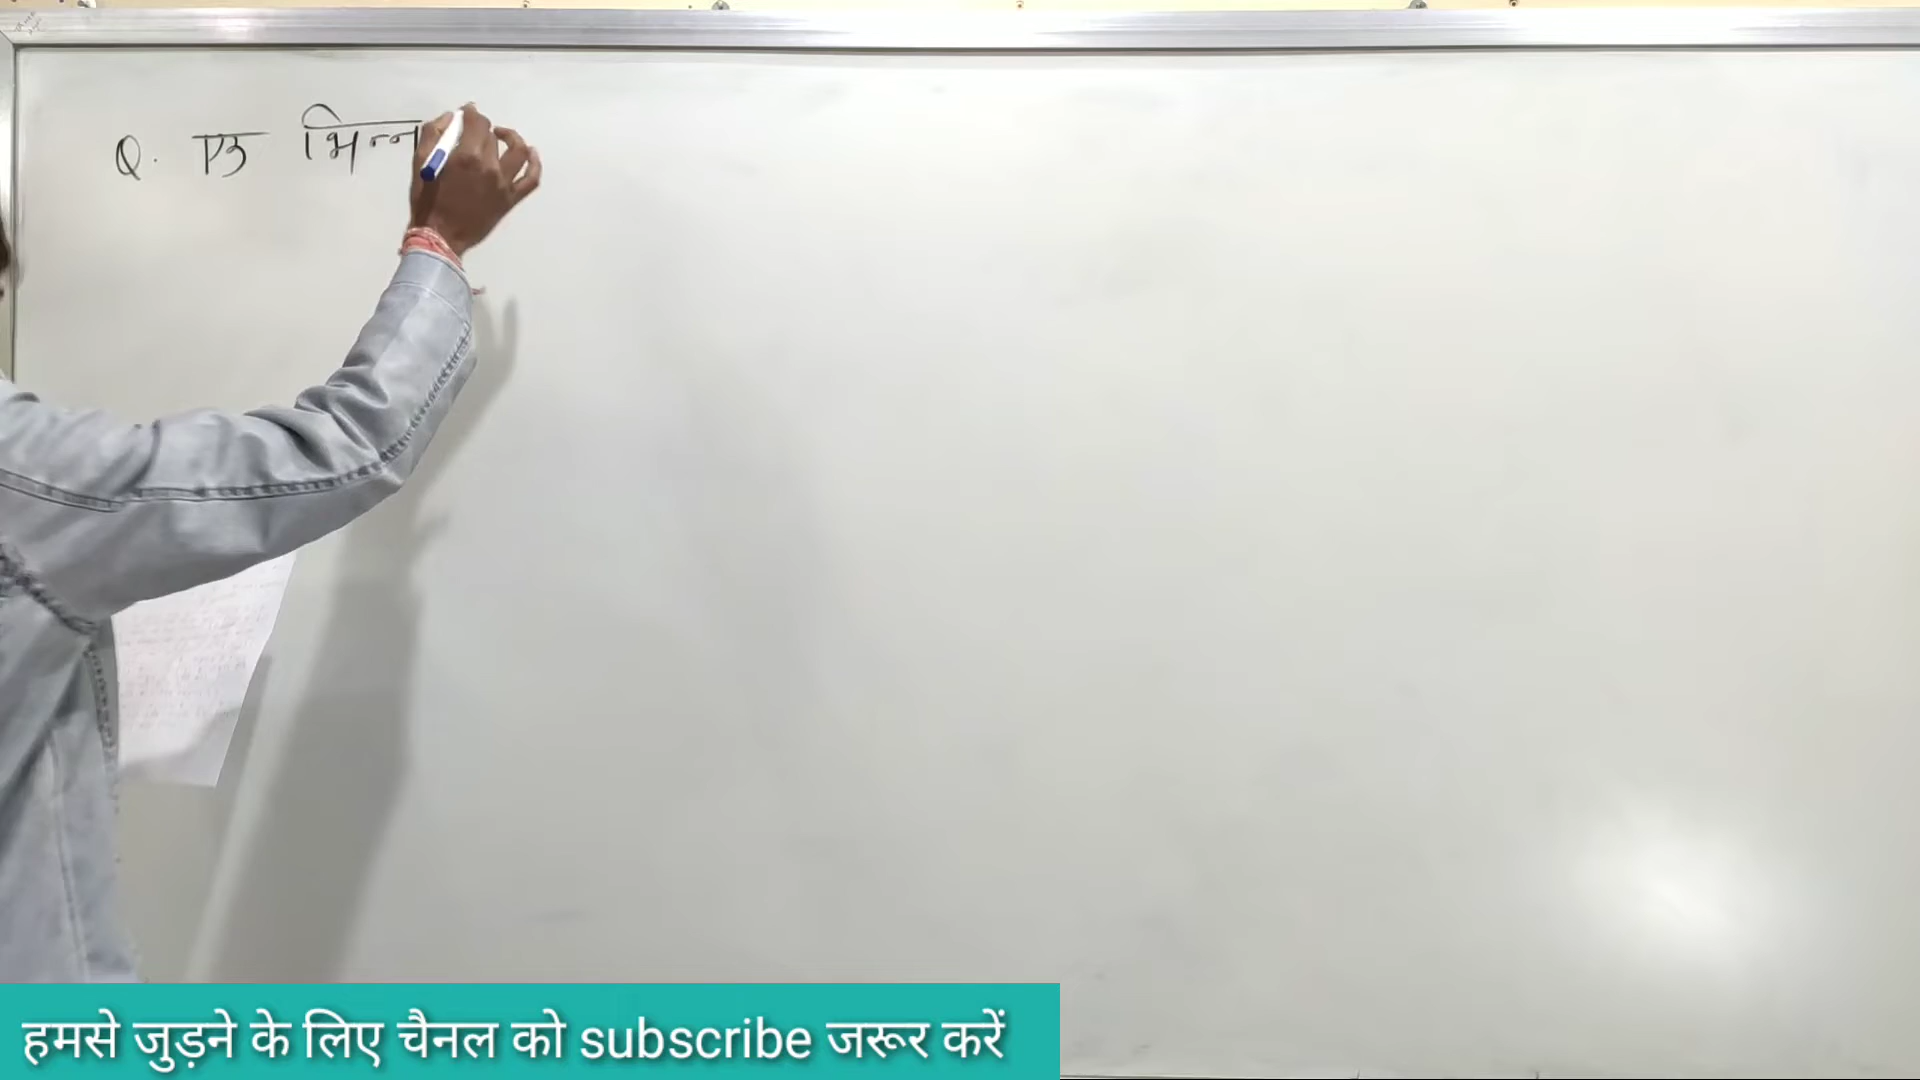 Q. एक भिन्न
हमसे जुड़ने के लिए चैनल को subscribe जरूर करें